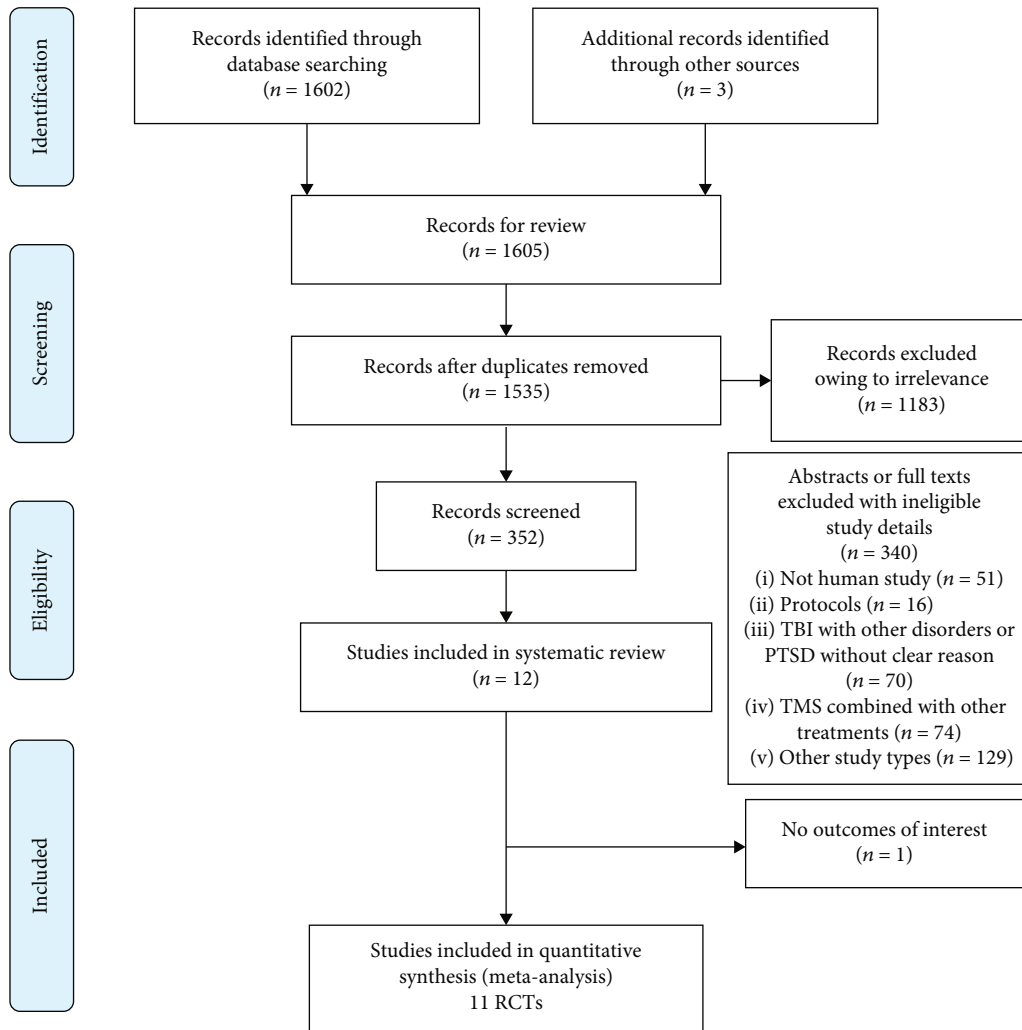 Identification
Records identified through
database searching
(n = 1602)
Additional records identified
through other sources
(n = 3)
Records for review
(n = 1605)
Screening
Records after duplicates removed
(n = 1535)
Records excluded
owing to irrelevance
(n = 1183)
Eligibility
Records screened
(n = 352)
Abstracts or full texts
excluded with ineligible
study details
(n = 340)
(i) Not human study (n = 51)
(ii) Protocols (n = 16)
(iii) TBI with other disorders or
PTSD without clear reason
(n = 70)
(iv) TMS combined with other
treatments (n = 74)
(v) Other study types (n = 129)
Studies included in systematic review
(n = 12)
Included
No outcomes of interest
(n = 1)
Studies included in quantitative
synthesis (meta-analysis)
11 RCTs